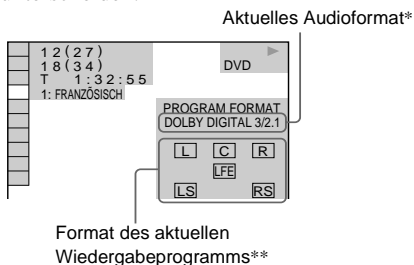 Aktuelles Audioformat*
12(27)
18(34)
DVD
T 1:32:55
1: FRANZÖSISCH
PROGRAM FORMAT
DOLBY DIGITAL 3/2.1
L C R
LFE
LS RS
Format des aktuellen
Wiedergabeprogramms**